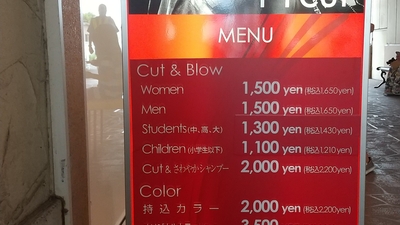 MENU
Cut & Blow
Women 1,500 yen (税込1,650yen)
Men 1,500 yen (税込1,650yen)
Students(中、高、大) 1,300 yen (税込1,430yen)
Children (小学生以下) 1,100 yen (税込1,210yen)
Cut & さわやかシャンプー 2,000 yen (税込2,200yen)
Color
持込カラー 2,000 yen (税込2,200yen)